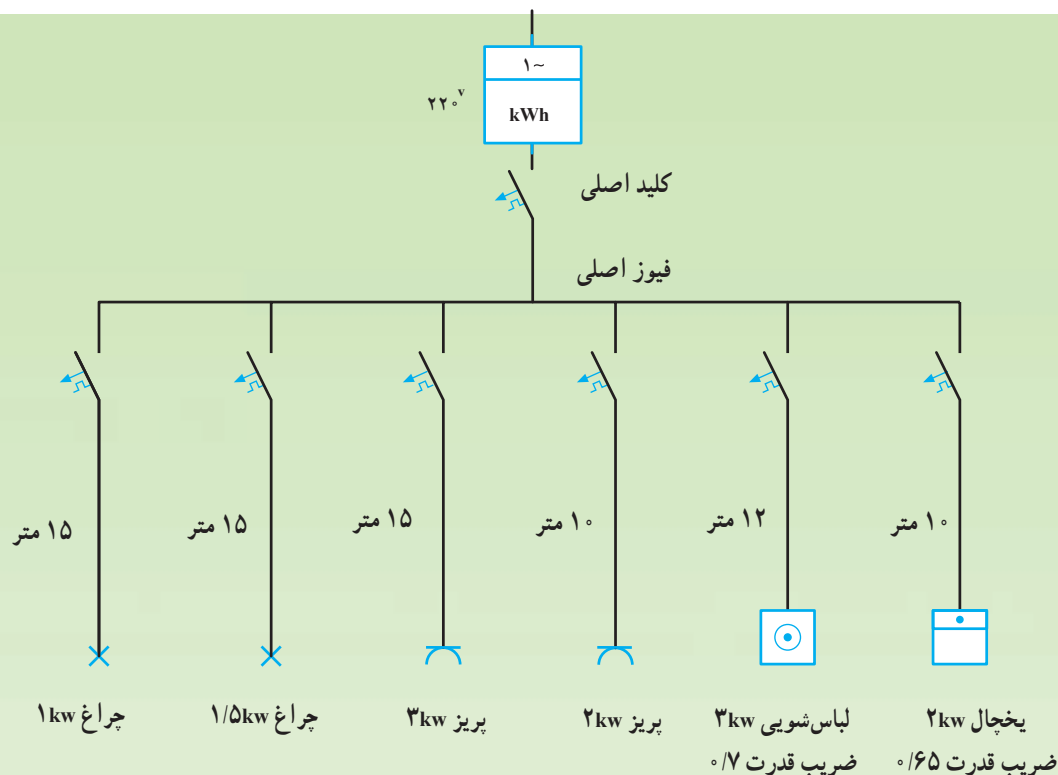 ۱~
۲۲۰v
kWh
کلید اصلی
فیوز اصلی
۱۰ متر
۱۲ متر
۱۰ متر
۱۵ متر
۱۵ متر
۱۵ متر
یخچال ۲kw
ضریب قدرت ۰/۶۵
لباس‌شویی ۳kw
ضریب قدرت ۰/۷
پریز ۲kw
پریز ۳kw
چراغ ۱/۵kw
چراغ ۱kw